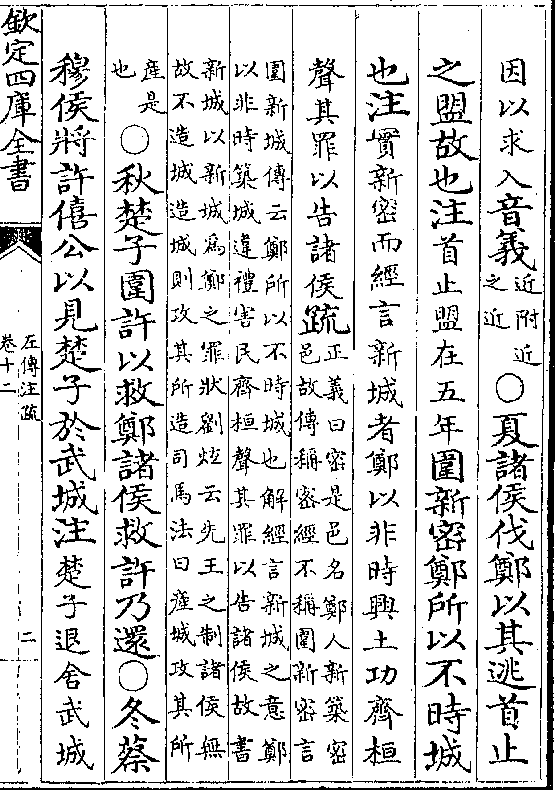 因以求入音義近附近
之近○夏諸侯伐鄭以其逃首止
之盟故也注首止盟在五年圍新密鄭所以不時城
也注實新密而經言新城者鄭以非時興土功齊桓
聲其罪以告諸侯疏正義曰密是邑名鄭人新築密
邑故傳稱密經不稱圍新密言
圍新城傳云鄭所以不時城也解經言新城之意鄭
以非時築城違禮害民齊桓聲其罪以告諸侯故書
新城以新城為鄭之罪狀劉炫云先王之制諸侯無
故不造城造城則攻其所造司馬法曰產城攻其所
產是
也○秋楚子圍許以救鄭諸侯救許乃還○冬蔡
穆侯將許僖公以見楚子於武城注楚子退舍武城
欽定四庫全書
左傳注疏
卷十二
二